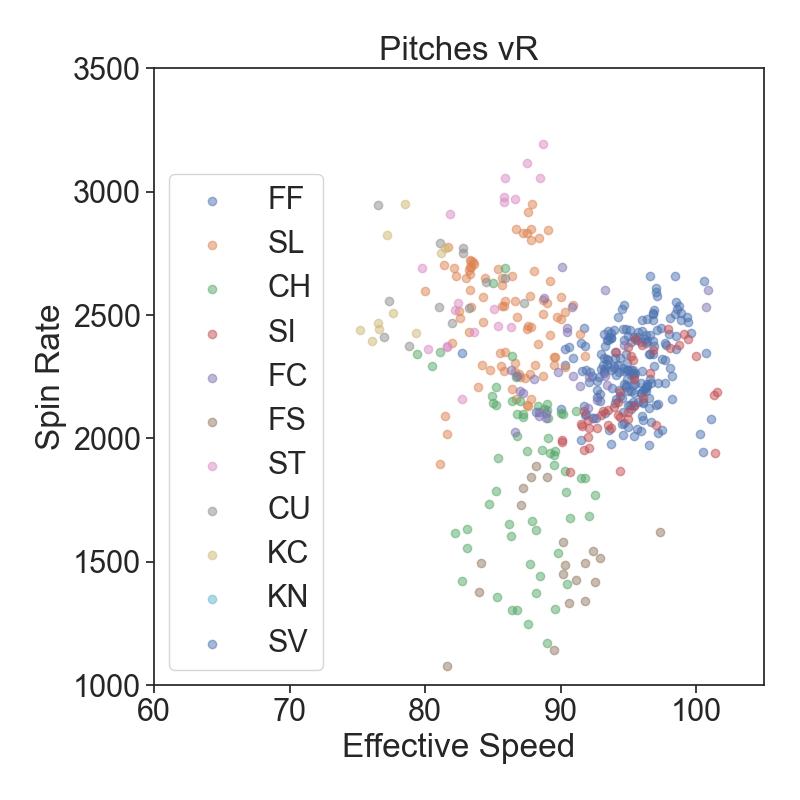 Pitches vR
3500
3000
2500
2000
1500
1000
Spin Rate
FF
SL
CH
SI
FC
FS
ST
CU
KC
KN
SV
60 70 80 90 100
Effective Speed